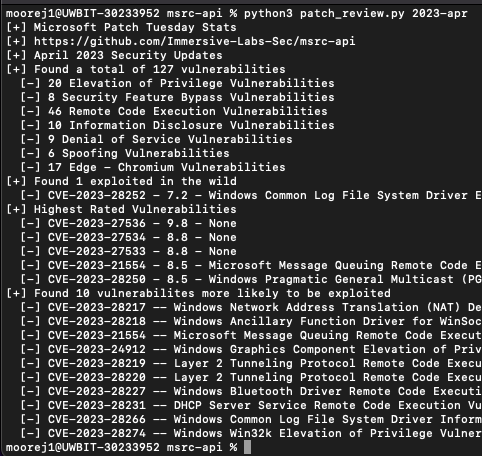 moorej1@UWBIT-30233952 msrc-api % python3 patch_review.py 2023-apr
[+] Microsoft Patch Tuesday Stats
[+] https://github.com/Immersive-Labs-Sec/msrc-api
[+] April 2023 Security Updates
[+] Found a total of 127 vulnerabilities
[-] 20 Elevation of Privilege Vulnerabilities
[-] 8 Security Feature Bypass Vulnerabilities
[-] 46 Remote Code Execution Vulnerabilities
[-] 10 Information Disclosure Vulnerabilities
[-] 9 Denial of Service Vulnerabilities
[-] 6 Spoofing Vulnerabilities
[-] 17 Edge - Chromium Vulnerabilities
[+] Found 1 exploited in the wild
[-] CVE-2023-28252 - 7.2 - Windows Common Log File System Driver E
[+] Highest Rated Vulnerabilities
[-] CVE-2023-27536 - 9.8 - None
[-] CVE-2023-27534 - 8.8 - None
[-] CVE-2023-27533 - 8.8 - None
[-] CVE-2023-21554 - 8.5 - Microsoft Message Queuing Remote Code E
[-] CVE-2023-28250 - 8.5 - Windows Pragmatic General Multicast (PG
[+] Found 10 vulnerabilites more likely to be exploited
[-] CVE-2023-28217 -- Windows Network Address Translation (NAT) De
[-] CVE-2023-28218 -- Windows Ancillary Function Driver for WinSoc
[-] CVE-2023-21554 -- Microsoft Message Queuing Remote Code Execut
[-] CVE-2023-24912 -- Windows Graphics Component Elevation of Priv
[-] CVE-2023-28219 -- Layer 2 Tunneling Protocol Remote Code Execu
[-] CVE-2023-28220 -- Layer 2 Tunneling Protocol Remote Code Execu
[-] CVE-2023-28227 -- Windows Bluetooth Driver Remote Code Executi
[-] CVE-2023-28231 -- DHCP Server Service Remote Code Execution Vu
[-] CVE-2023-28266 -- Windows Common Log File System Driver Inform
[-] CVE-2023-28274 -- Windows Win32k Elevation of Privilege Vulner
moorej1@UWBIT-30233952 msrc-api %